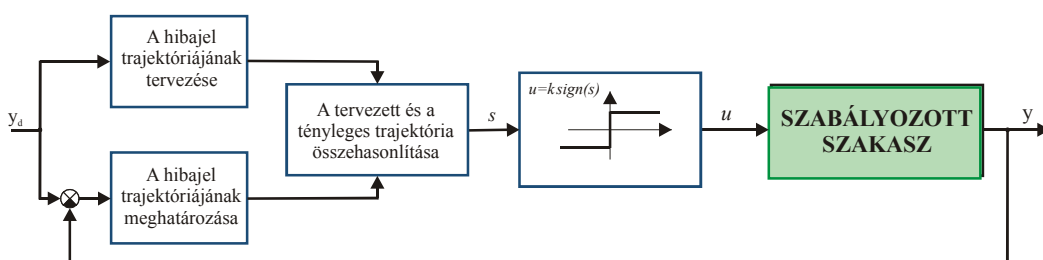 A hibajel
trajektóriájának
tervezése
y_d
A tervezett és a
tényleges trajektória
összehasonlítása
s
u=ksign(s)
u
SZABÁLYOZOTT
SZAKASZ
y
A hibajel
trajektóriájának
meghatározása